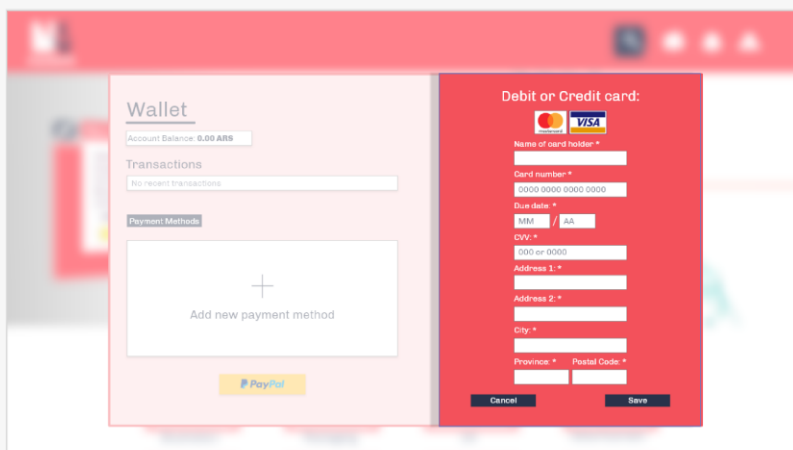 Wallet
Account Balance: 0.00 ARS
Transactions
No recent transactions
Payment Methods
Add new payment method
PayPal
Debit or Credit card:
mastercard VISA
Name of card holder *
Card number *
0000 0000 0000 0000
Due date: *
MM / AA
CVV: *
000 or 0000
Address 1: *
Address 2: *
City: *
Province: * Postal Code: *
Cancel Save